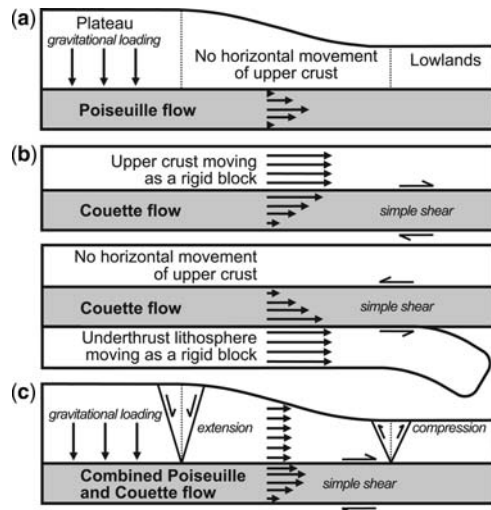 (a)
Plateau
gravitational loading
No horizontal movement
of upper crust
Lowlands
Poiseuille flow
(b)
Upper crust moving
as a rigid block
Couette flow
simple shear
No horizontal movement
of upper crust
Couette flow
simple shear
Underthrust lithosphere
moving as a rigid block
(c)
gravitational loading
extension
compression
Combined Poiseuille
and Couette flow
simple shear